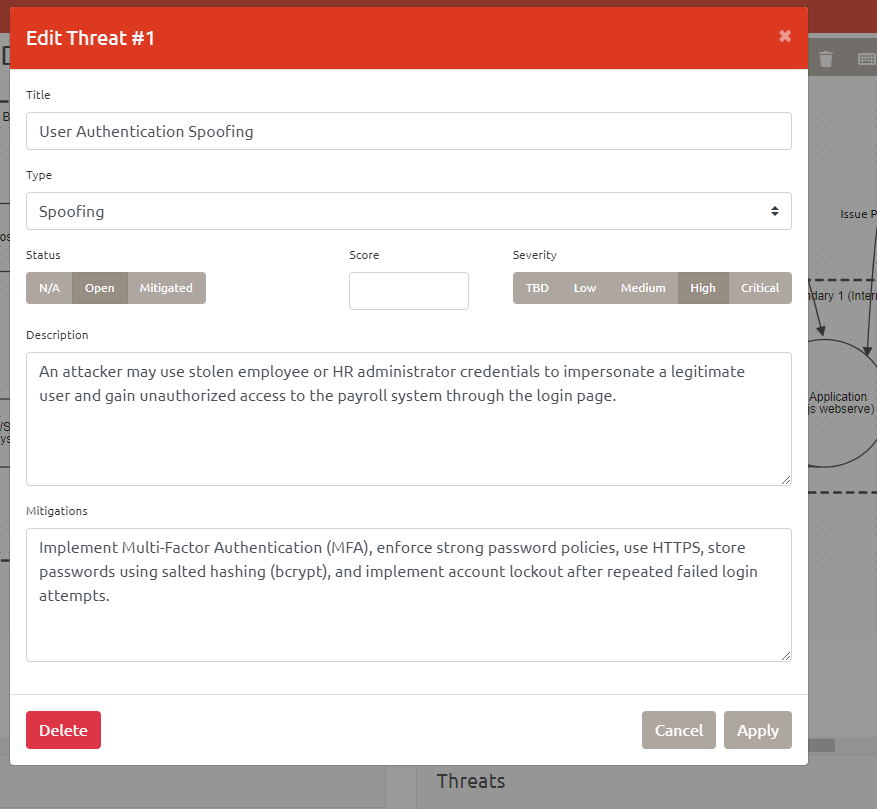 Edit Threat #1
×
Title
User Authentication Spoofing
Type
Spoofing
Status
Score
Severity
N/A
Open
Mitigated
TBD
Low
Medium
High
Critical
Description
An attacker may use stolen employee or HR administrator credentials to impersonate a legitimate
user and gain unauthorized access to the payroll system through the login page.
Mitigations
Implement Multi-Factor Authentication (MFA), enforce strong password policies, use HTTPS, store
passwords using salted hashing (bcrypt), and implement account lockout after repeated failed login
attempts.
Delete
Cancel
Apply
Issue P
ndary 1 (Inter
Application
js webserve)
Threats